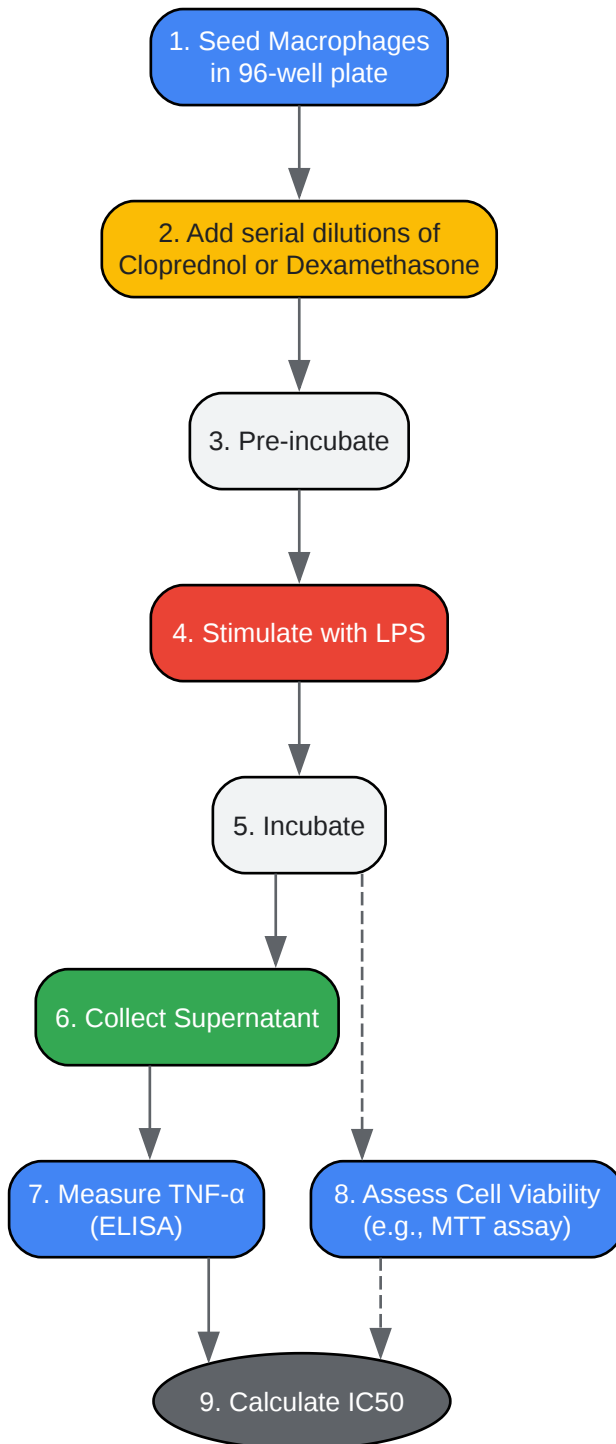 1. Seed Macrophages
in 96-well plate
2. Add serial dilutions of
Cloprednol or Dexamethasone
3. Pre-incubate
4. Stimulate with LPS
5. Incubate
6. Collect Supernatant
7. Measure TNF-α
(ELISA)
8. Assess Cell Viability
(e.g., MTT assay)
9. Calculate IC50